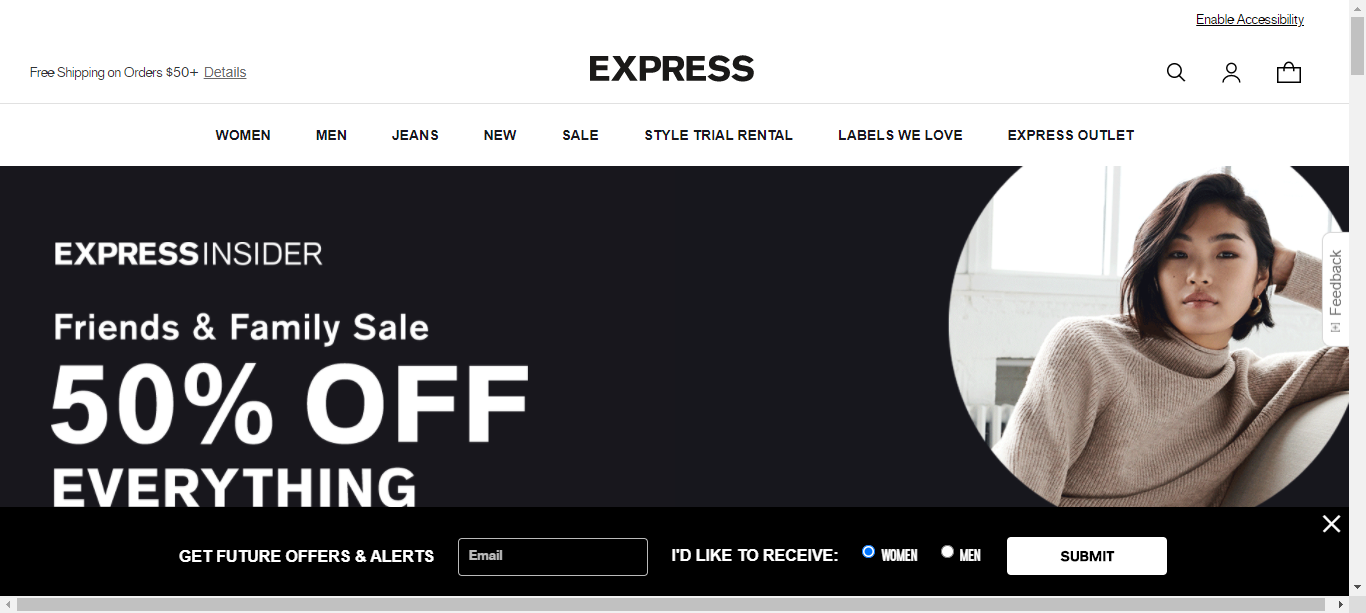 Enable Accessibility
Free Shipping on Orders $50+ Details
EXPRESS
WOMEN MEN JEANS NEW SALE STYLE TRIAL RENTAL LABELS WE LOVE EXPRESS OUTLET
EXPRESS INSIDER
Friends & Family Sale
50% OFF
EVERYTHING
Feedback
GET FUTURE OFFERS & ALERTS Email I'D LIKE TO RECEIVE: WOMEN MEN SUBMIT